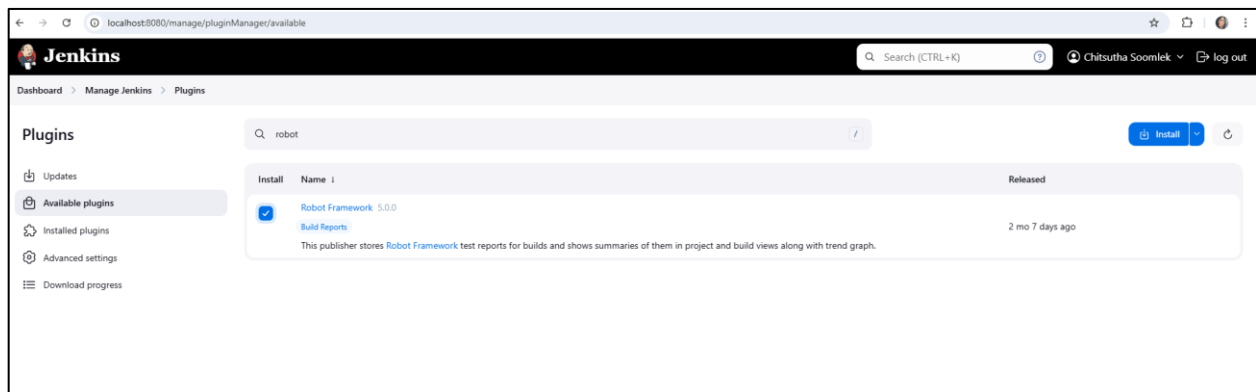 localhost:8080/manage/pluginManager/available
Jenkins
Search (CTRL+K)
Chitsutha Soomlek
log out
Dashboard > Manage Jenkins > Plugins
Plugins
robot
/
Install
Updates
Available plugins
Installed plugins
Advanced settings
Download progress
Install Name ↓ Released
Robot Framework 5.0.0
Build Reports
This publisher stores Robot Framework test reports for builds and shows summaries of them in project and build views along with trend graph.
2 mo 7 days ago